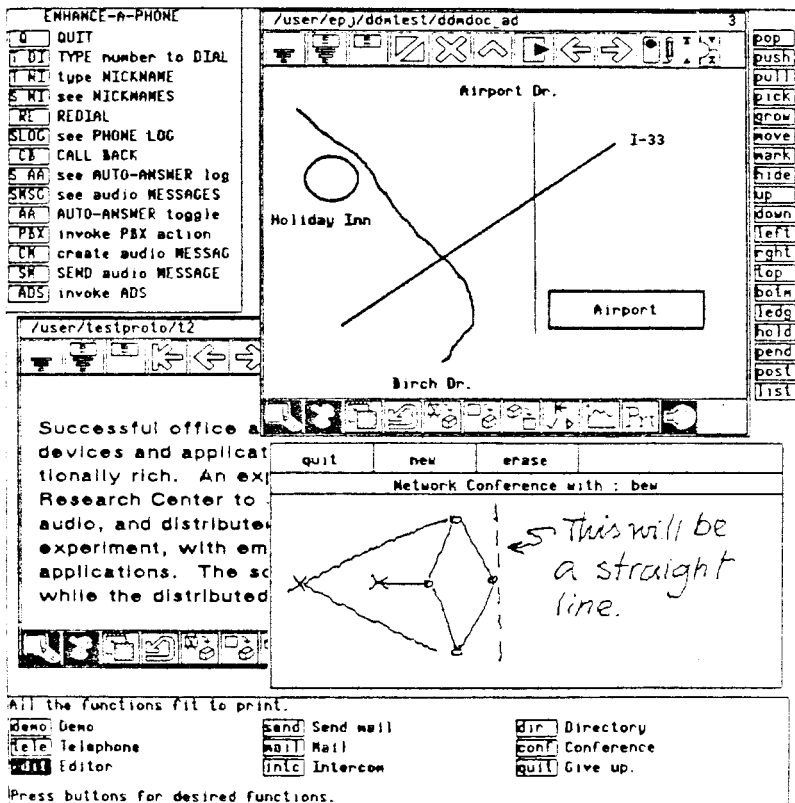 ENHANCE-A-PHONE
Q QUIT
T DI TYPE number to DIAL
T NI type NICKNAME
S NI see NICKNAMES
RE REDIAL
SLOG see PHONE LOG
CB CALL BACK
S AA see AUTO-ANSWER log
SMSG see audio MESSAGES
AA AUTO-ANSWER toggle
PBX invoke PBX action
CM create audio MESSAG
SM SEND audio MESSAGE
ADS invoke ADS
/user/epj/ddmtest/ddmdoc_ad 3
Airport Dr.
I-33
Holiday Inn
Airport
Birch Dr.
pop
push
pull
pick
grow
move
mark
hide
up
down
left
rght
top
botm
ledg
hold
pend
post
list
/user/testproto/t2
Successful office a
devices and applicat
tionally rich. An exp
Research Center to
audio, and distribute
experiment, with em
applications. The sc
while the distributed
quit new erase
Network Conference with : bew
This will be
a straight
line.
All the functions fit to print.
demo Demo send Send mail dir Directory
tele Telephone mail Mail conf Conference
edit Editor intc Intercom quit Give up.
Press buttons for desired functions.